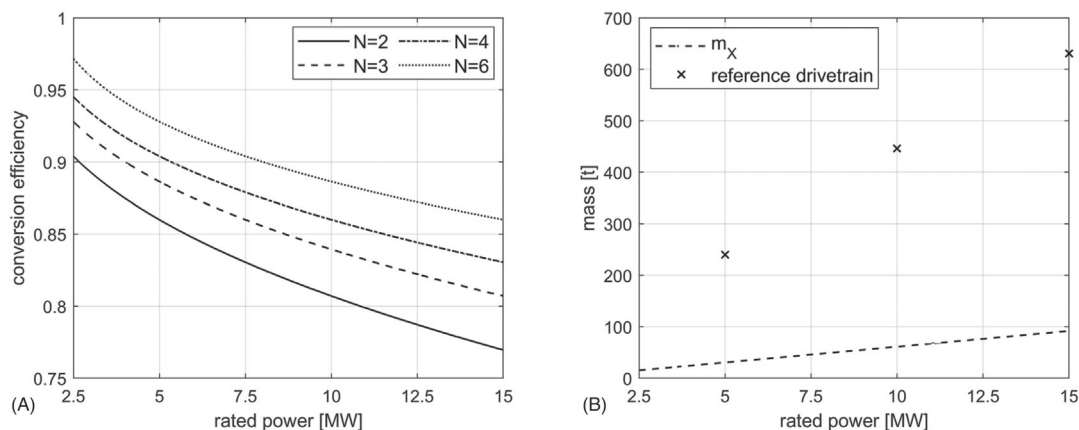 1
0.95
0.9
0.85
0.8
0.75
conversion efficiency
N=2 N=4
N=3 N=6
2.5 5 7.5 10 12.5 15
rated power [MW]
(A)
700
600
500
400
300
200
100
0
mass [t]
m_X
reference drivetrain
2.5 5 7.5 10 12.5 15
rated power [MW]
(B)